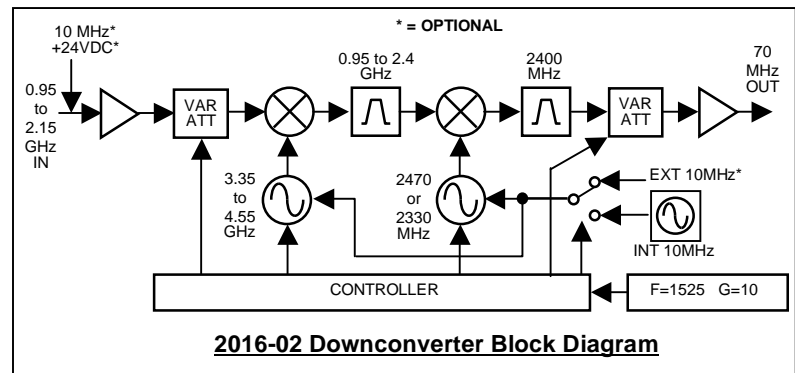 * = OPTIONAL
10 MHz*
+24VDC*
0.95
to
2.15
GHz
IN
VAR
ATT
0.95 to 2.4
GHz
2400
MHz
VAR
ATT
70
MHz
OUT
3.35
to
4.55
GHz
2470
or
2330
MHz
EXT 10MHz*
INT 10MHz
CONTROLLER
F=1525 G=10
2016-02 Downconverter Block Diagram